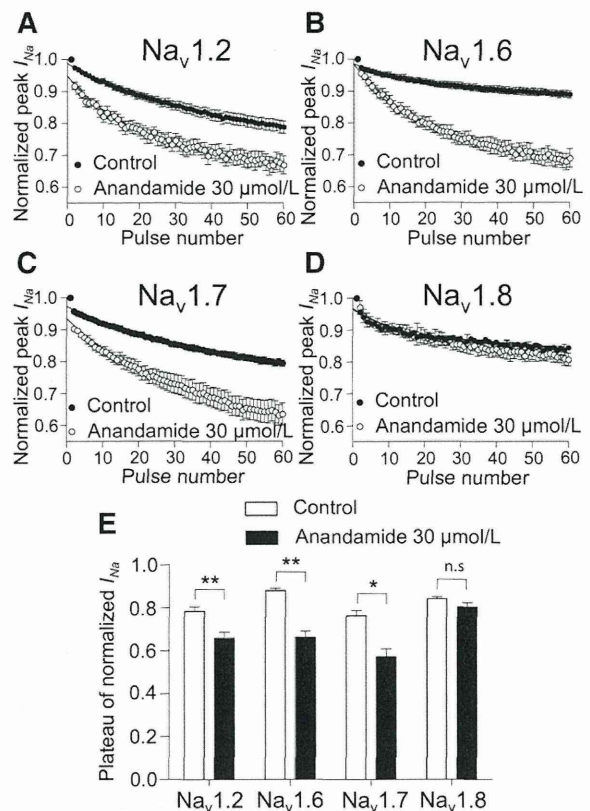 A
Nav1.2
Normalized peak INa
1.0
0.9
0.8
0.7
0.6
Control
Anandamide 30 µmol/L
0 10 20 30 40 50 60
Pulse number
B
Nav1.6
Normalized peak INa
1.0
0.9
0.8
0.7
0.6
Control
Anandamide 30 µmol/L
0 10 20 30 40 50 60
Pulse number
C
Nav1.7
Normalized peak INa
1.0
0.9
0.8
0.7
0.6
Control
Anandamide 30 µmol/L
0 10 20 30 40 50 60
Pulse number
D
Nav1.8
Normalized peak INa
1.0
0.9
0.8
0.7
0.6
Control
Anandamide 30 µmol/L
0 10 20 30 40 50 60
Pulse number
E
Control
Anandamide 30 µmol/L
Plateau of normalized INa
1.0
0.8
0.6
0.4
0.2
0.0
**
**
*
n.s
Nav1.2 Nav1.6 Nav1.7 Nav1.8